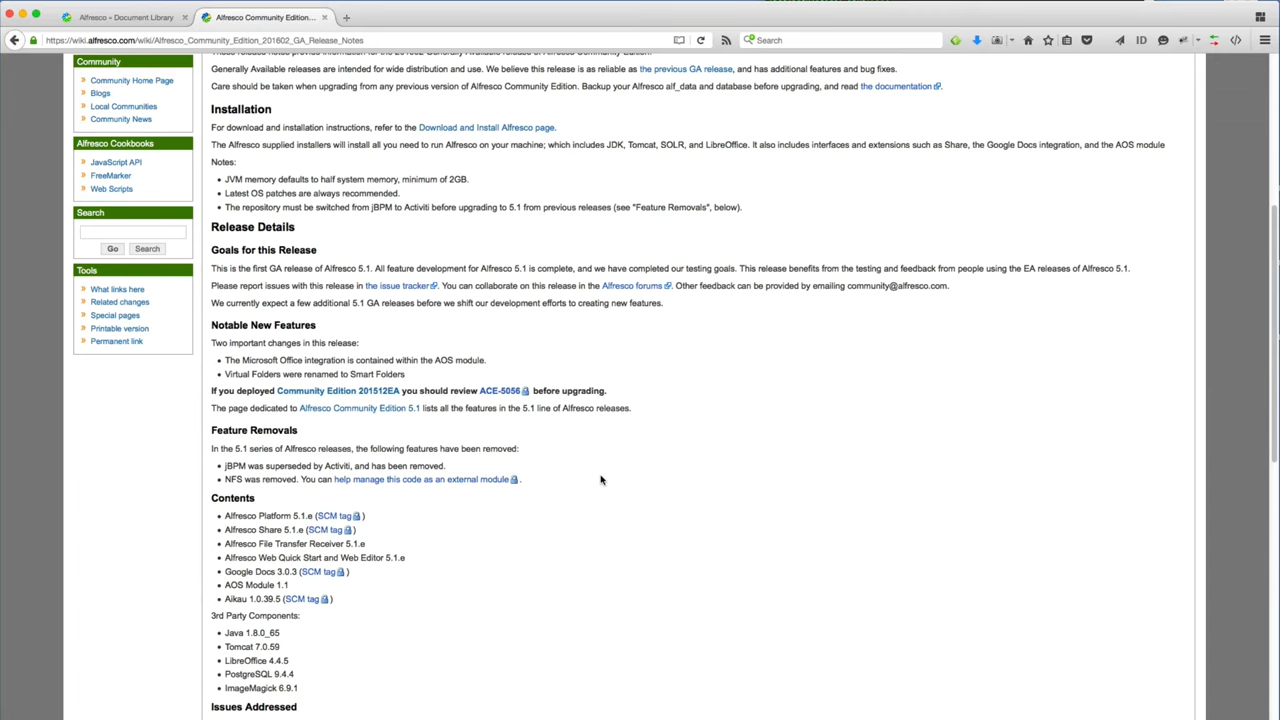 Alfresco » Document Library
Alfresco Community Edition...
https://wiki.alfresco.com/wiki/Alfresco_Community_Edition_201602_GA_Release_Notes
Search
Community
Community Home Page
Blogs
Local Communities
Community News
Alfresco Cookbooks
JavaScript API
FreeMarker
Web Scripts
Search
Go Search
Tools
What links here
Related changes
Special pages
Printable version
Permanent link
Generally Available releases are intended for wide distribution and use. We believe this release is as reliable as the previous GA release, and has additional features and bug fixes.
Care should be taken when upgrading from any previous version of Alfresco Community Edition. Backup your Alfresco alf_data and database before upgrading, and read the documentation.
Installation
For download and installation instructions, refer to the Download and Install Alfresco page.
The Alfresco supplied installers will install all you need to run Alfresco on your machine; which includes JDK, Tomcat, SOLR, and LibreOffice. It also includes interfaces and extensions such as Share, the Google Docs integration, and the AOS module
Notes:
• JVM memory defaults to half system memory, minimum of 2GB.
• Latest OS patches are always recommended.
• The repository must be switched from jBPM to Activiti before upgrading to 5.1 from previous releases (see "Feature Removals", below).
Release Details
Goals for this Release
This is the first GA release of Alfresco 5.1. All feature development for Alfresco 5.1 is complete, and we have completed our testing goals. This release benefits from the testing and feedback from people using the EA releases of Alfresco 5.1.
Please report issues with this release in the issue tracker. You can collaborate on this release in the Alfresco forums. Other feedback can be provided by emailing community@alfresco.com.
We currently expect a few additional 5.1 GA releases before we shift our development efforts to creating new features.
Notable New Features
Two important changes in this release:
• The Microsoft Office integration is contained within the AOS module.
• Virtual Folders were renamed to Smart Folders
If you deployed Community Edition 201512EA you should review ACE-5056 before upgrading.
The page dedicated to Alfresco Community Edition 5.1 lists all the features in the 5.1 line of Alfresco releases.
Feature Removals
In the 5.1 series of Alfresco releases, the following features have been removed:
• jBPM was superseded by Activiti, and has been removed.
• NFS was removed. You can help manage this code as an external module.
Contents
• Alfresco Platform 5.1.e (SCM tag)
• Alfresco Share 5.1.e (SCM tag)
• Alfresco File Transfer Receiver 5.1.e
• Alfresco Web Quick Start and Web Editor 5.1.e
• Google Docs 3.0.3 (SCM tag)
• AOS Module 1.1
• Aikau 1.0.39.5 (SCM tag)
3rd Party Components:
• Java 1.8.0_65
• Tomcat 7.0.59
• LibreOffice 4.4.5
• PostgreSQL 9.4.4
• ImageMagick 6.9.1
Issues Addressed